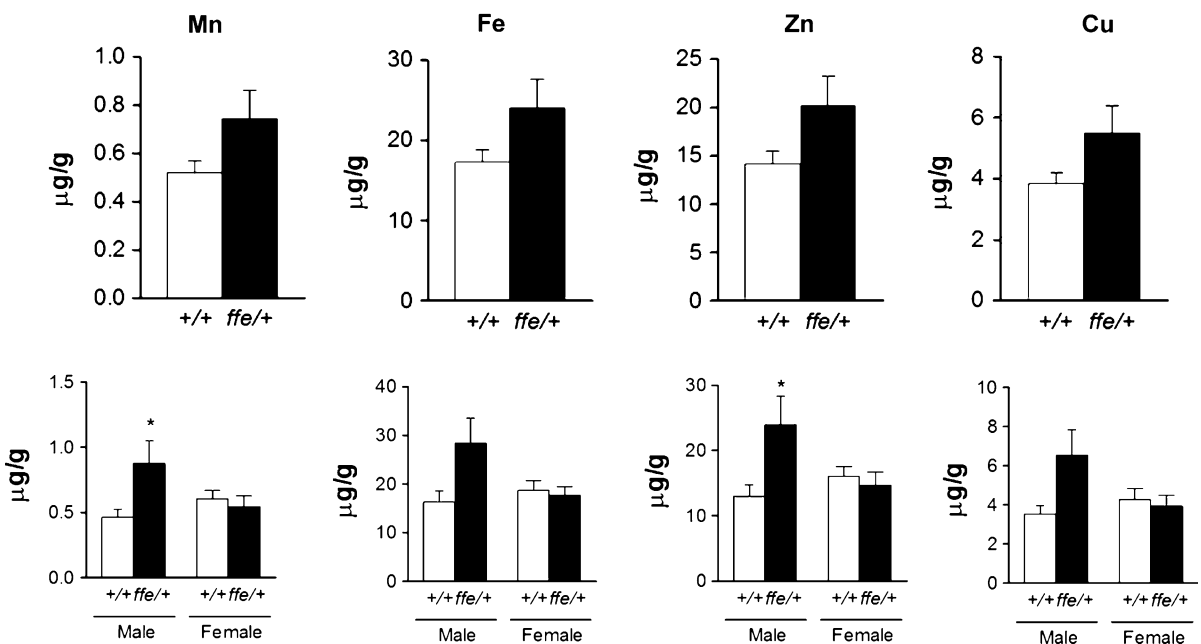 Mn
Fe
Zn
Cu
1.0
0.8
0.6
0.4
0.2
0.0
μg/g
+/+ ffe/+
30
20
10
0
μg/g
+/+ ffe/+
25
20
15
10
5
0
μg/g
+/+ ffe/+
8
6
4
2
0
μg/g
+/+ ffe/+
1.5
1.0
0.5
0.0
μg/g
*
+/+ ffe/+ +/+ ffe/+
Male Female
40
30
20
10
0
μg/g
+/+ ffe/+ +/+ ffe/+
Male Female
30
20
10
0
μg/g
*
+/+ ffe/+ +/+ ffe/+
Male Female
10
8
6
4
2
0
μg/g
+/+ ffe/+ +/+ ffe/+
Male Female